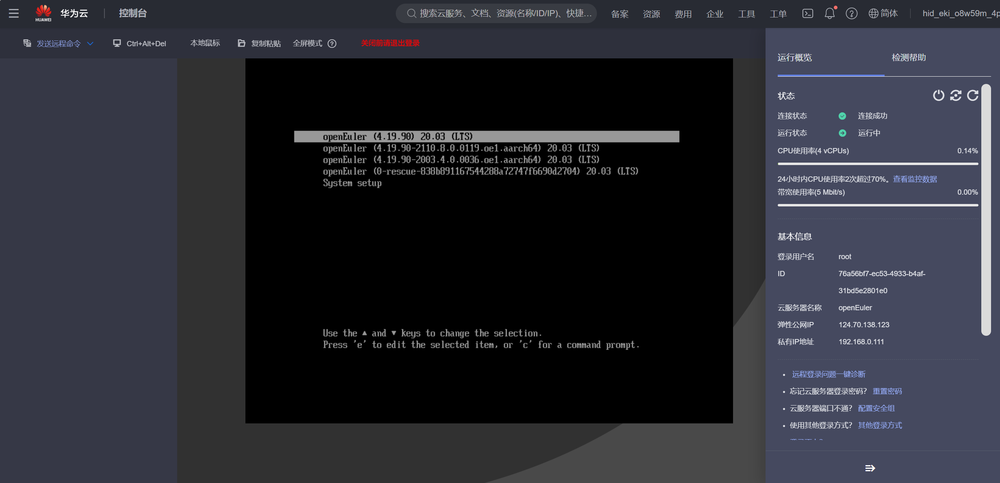 HUAWEI
华为云
控制台
搜索云服务、文档、资源(名称/ID/IP)、快捷...
备案
资源
费用
企业
工具
工单
简体
hid_eki_o8w59m_4p
发送远程命令
Ctrl+Alt+Del
本地鼠标
复制粘贴
全屏模式
关闭前请退出登录
openEuler (4.19.90) 20.03 (LTS)
openEuler (4.19.90-2110.8.0.0119.oe1.aarch64) 20.03 (LTS)
openEuler (4.19.90-2003.4.0.0036.oe1.aarch64) 20.03 (LTS)
openEuler (0-rescue-838b891167544288a72747f6690d2704) 20.03 (LTS)
System setup
Use the ▲ and ▼ keys to change the selection.
Press 'e' to edit the selected item, or 'c' for a command prompt.
运行概览
检测帮助
状态
连接状态 连接成功
运行状态 运行中
CPU使用率(4 vCPUs) 0.14%
24小时内CPU使用率2次超过70%。查看监控数据
带宽使用率(5 Mbit/s) 0.00%
基本信息
登录用户名 root
ID 76a56bf7-ec53-4933-b4af-
31bd5e2801e0
云服务器名称 openEuler
弹性公网IP 124.70.138.123
私有IP地址 192.168.0.111
• 远程登录问题一键诊断
• 忘记云服务器登录密码? 重置密码
• 云服务器端口不通? 配置安全组
• 使用其他登录方式? 其他登录方式